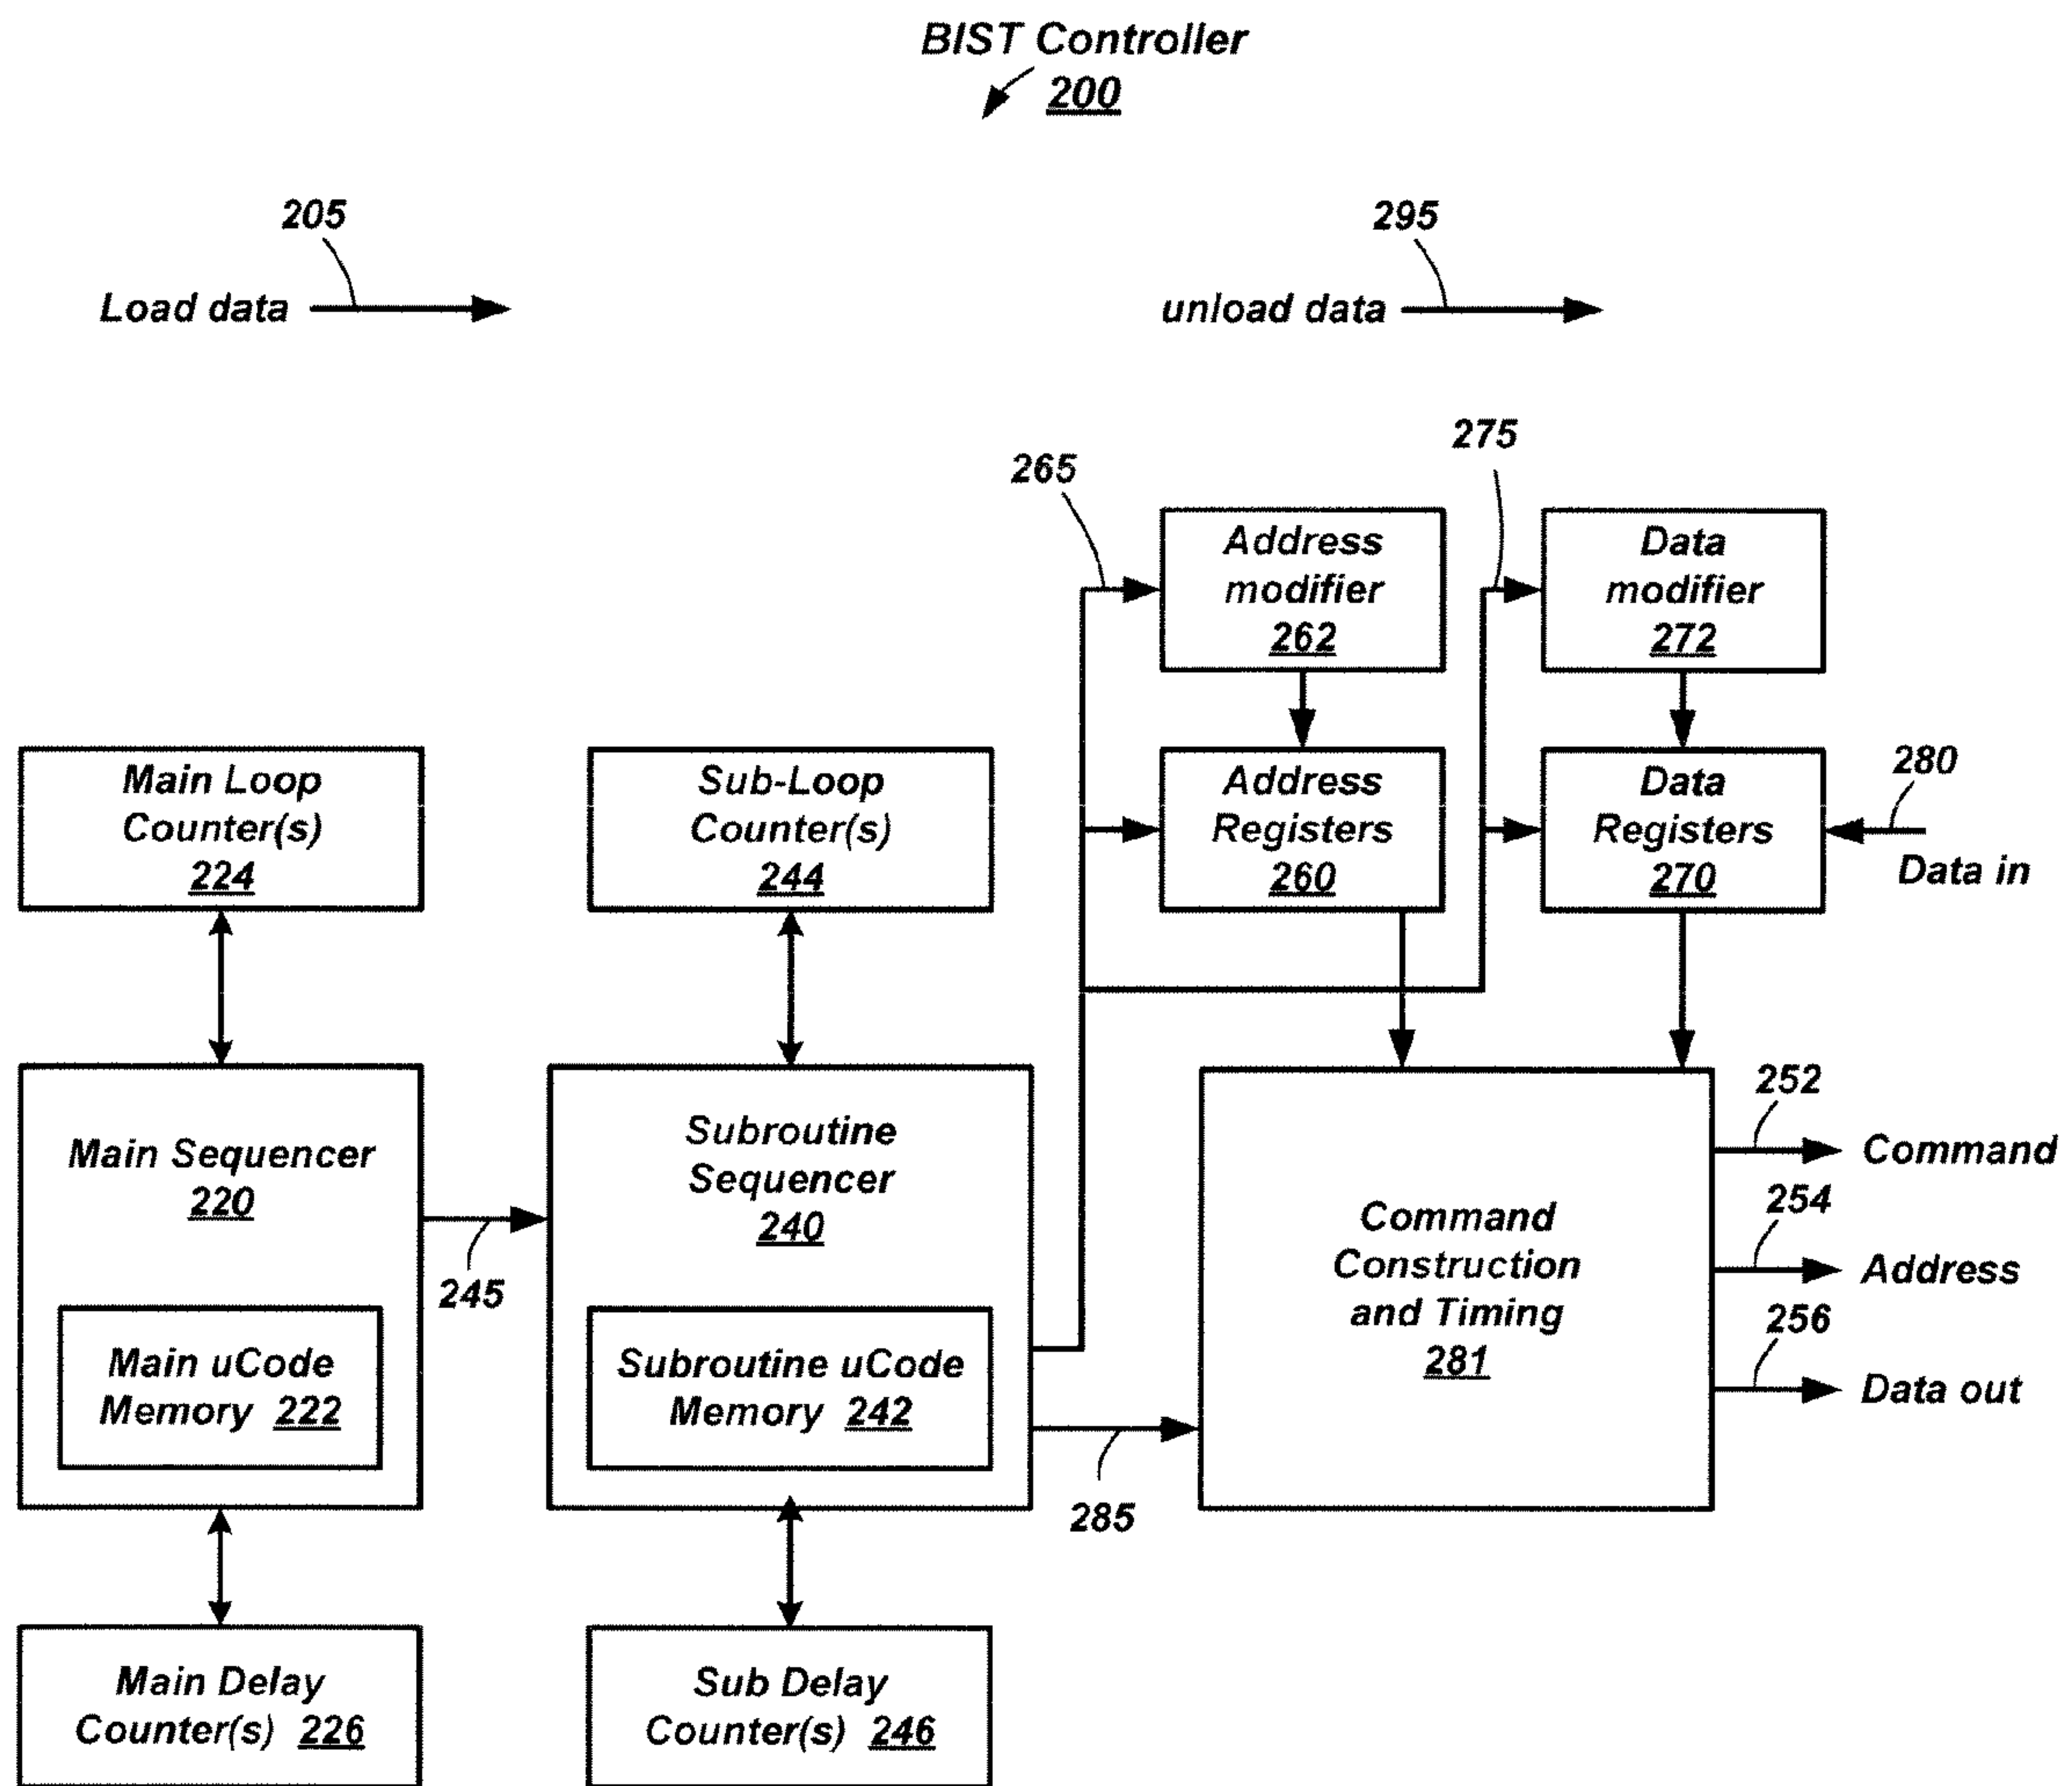 BIST Controller
200
205
295
Load data
unload data
275
265
Address
modifier
262
Data
modifier
272
Main Loop
Counter(s)
224
Sub-Loop
Counter(s)
244
Address
Registers
260
Data
Registers
270
280
Data in
Main Sequencer
220
Main uCode
Memory 222
245
Subroutine
Sequencer
240
Subroutine uCode
Memory 242
285
Command
Construction
and Timing
281
252
Command
254
Address
256
Data out
Main Delay
Counter(s) 226
Sub Delay
Counter(s) 246